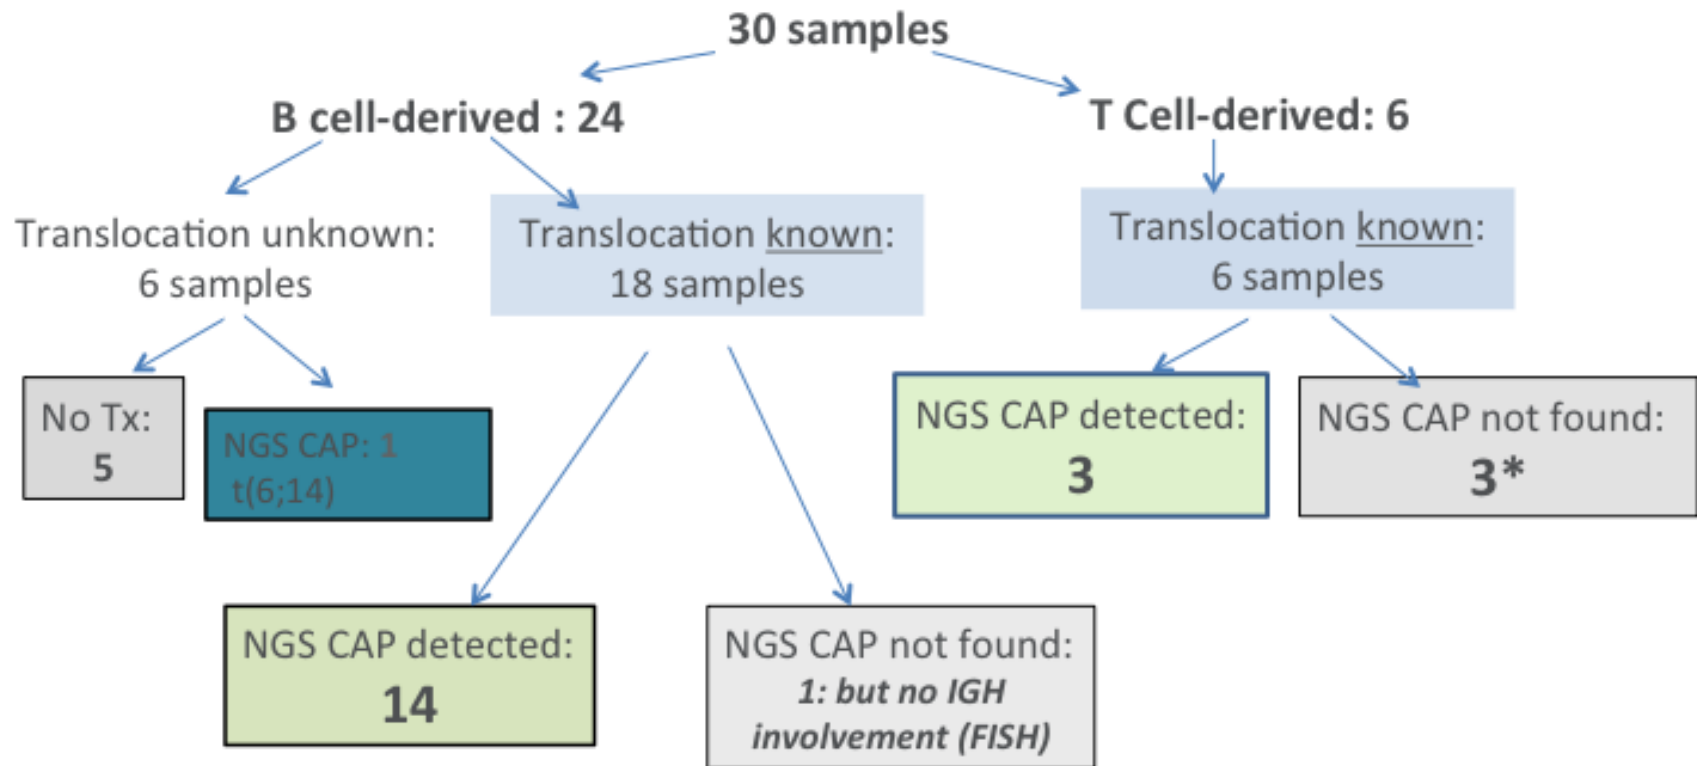 30 samples
B cell-derived : 24
T Cell-derived: 6
Translocation unknown:
6 samples
Translocation known:
18 samples
Translocation known:
6 samples
No Tx:
5
NGS CAP: 1
t(6;14)
NGS CAP detected:
3
NGS CAP not found:
3*
NGS CAP detected:
14
NGS CAP not found:
1: but no IGH
involvement (FISH)